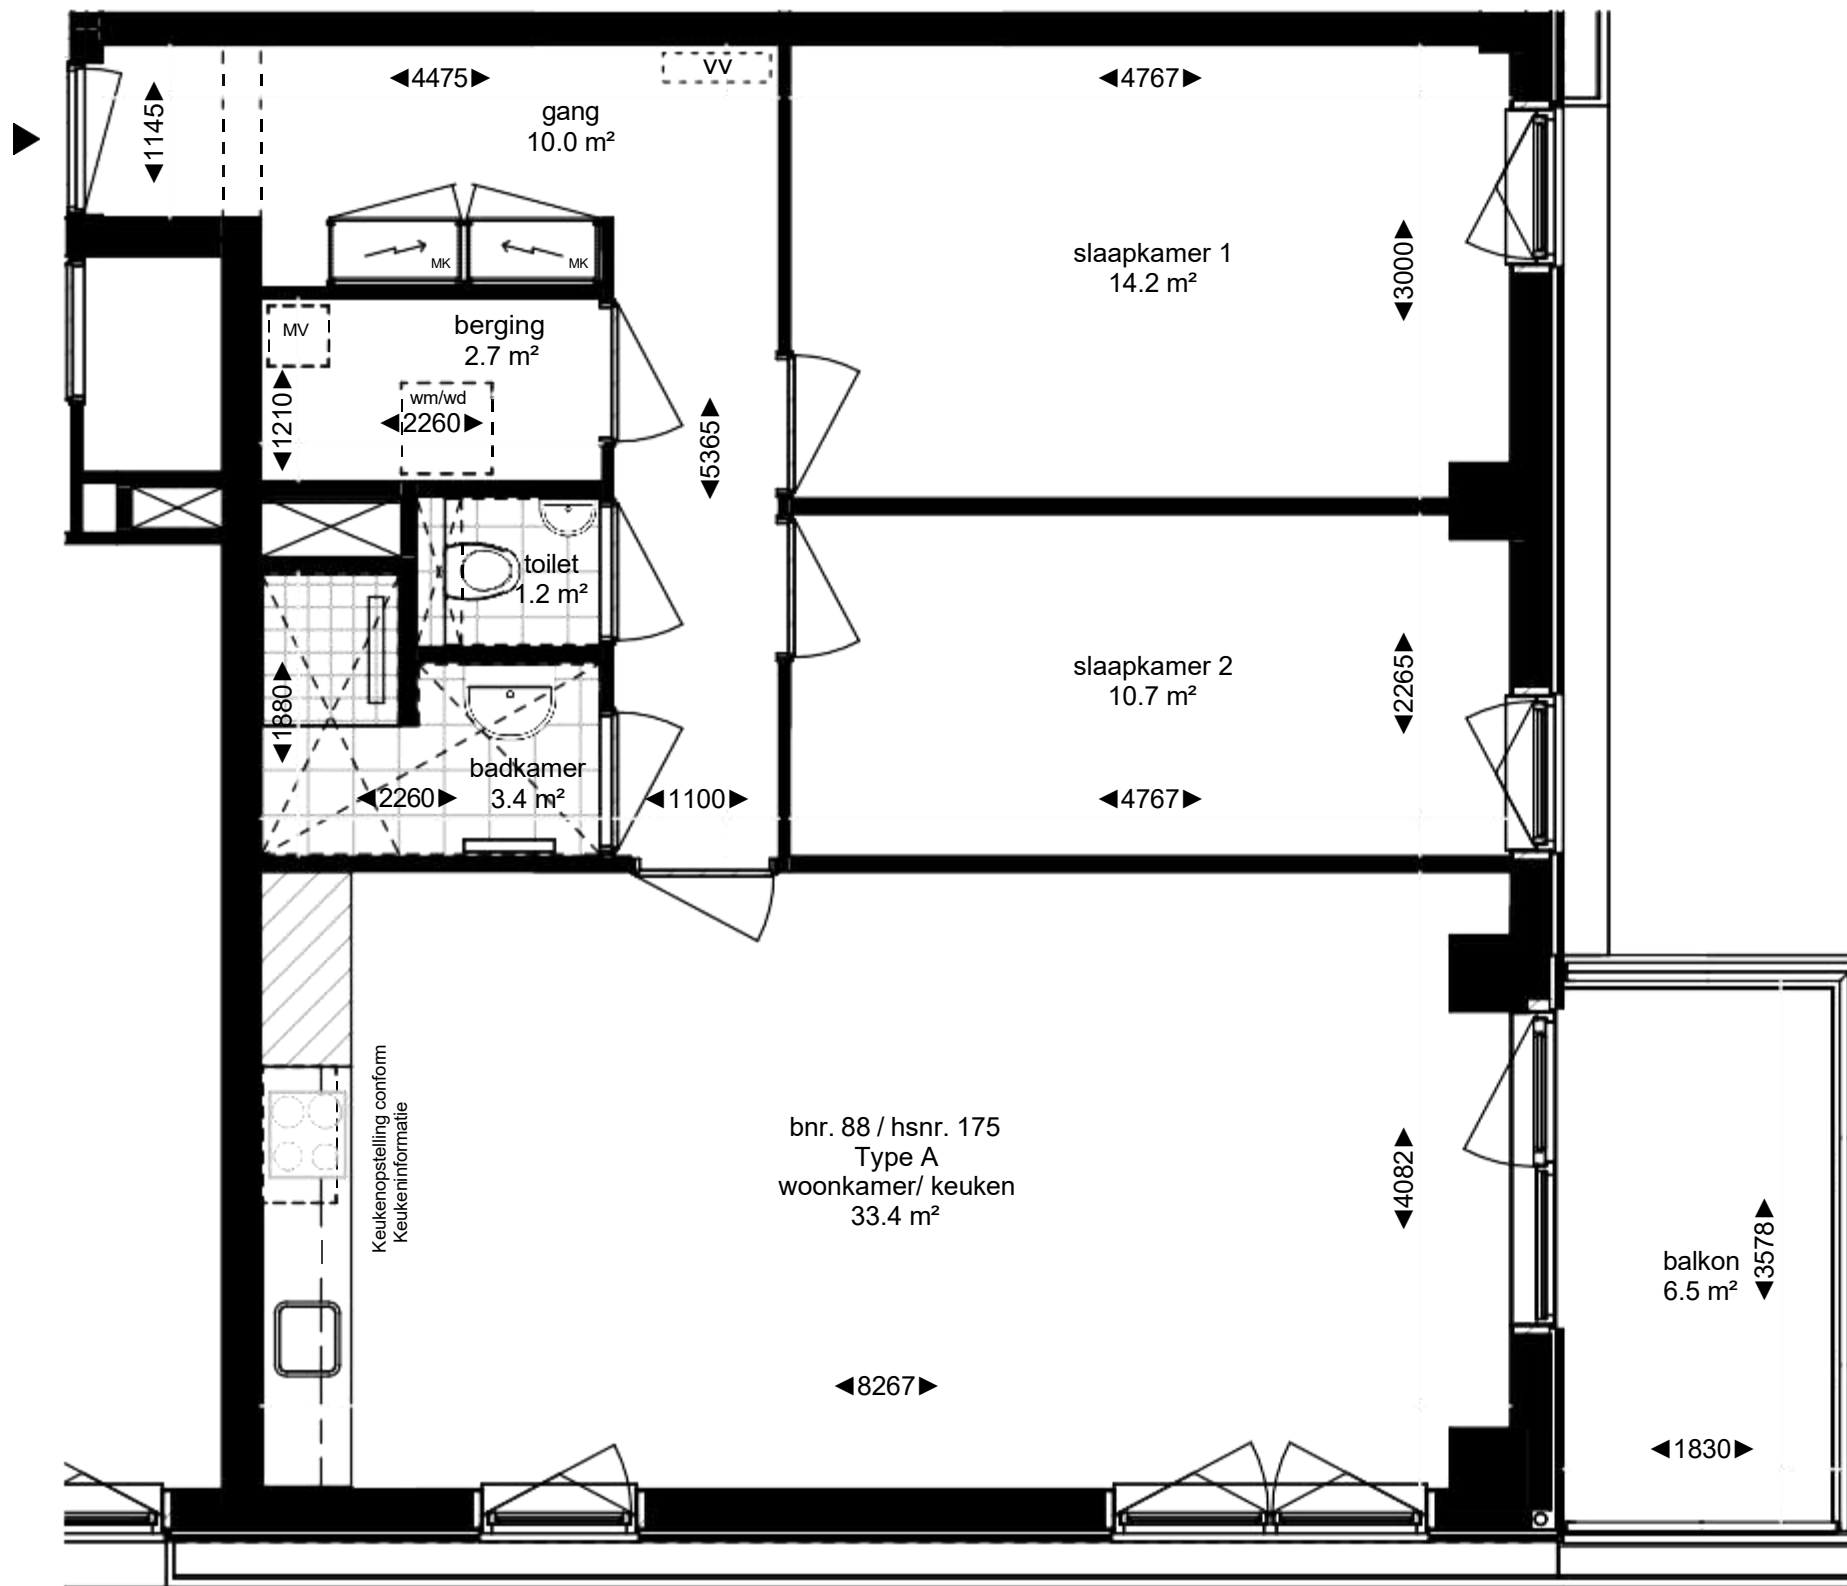 VV
◄4475►
◄4767►
gang
10.0 m²
◄1145►
slaapkamer 1
14.2 m²
◄3000►
MK
MK
MV
berging
2.7 m²
wm/wd
◄2260►
◄1210►
◄5365►
toilet
1.2 m²
slaapkamer 2
10.7 m²
◄2265►
◄1880►
badkamer
3.4 m²
◄2260►
◄1100►
◄4767►
Keukenopstelling conform
Keukeninformatie
bnr. 88 / hsnr. 175
Type A
woonkamer/ keuken
33.4 m²
◄4082►
balkon
6.5 m²
◄3578►
◄8267►
◄1830►